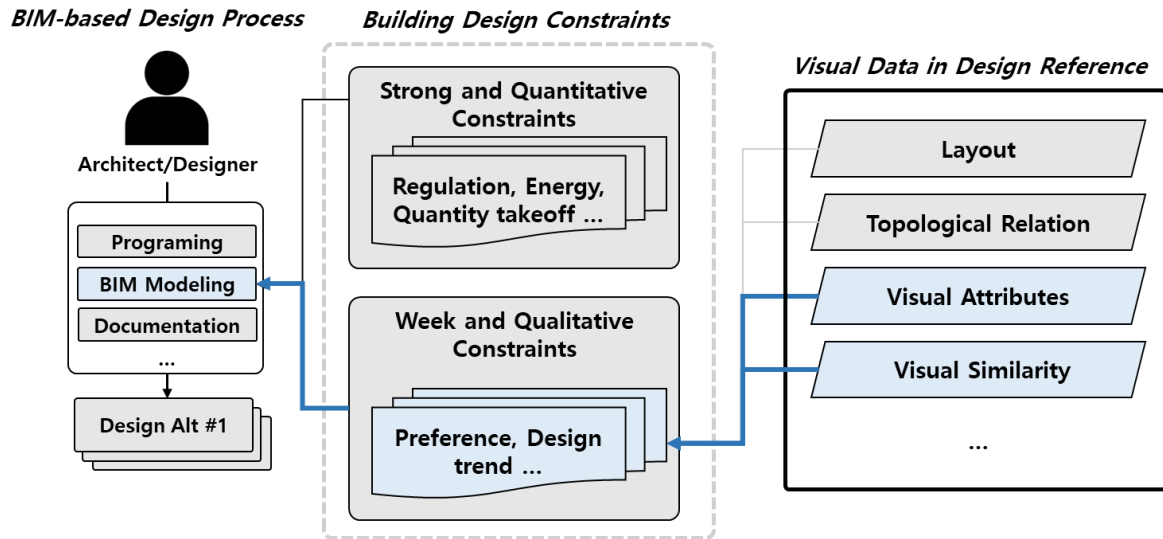 BIM-based Design Process
Architect/Designer
Programing
BIM Modeling
Documentation
...
Design Alt #1
Building Design Constraints
Strong and Quantitative
Constraints
Regulation, Energy,
Quantity takeoff ...
Week and Qualitative
Constraints
Preference, Design
trend ...
Visual Data in Design Reference
Layout
Topological Relation
Visual Attributes
Visual Similarity
...